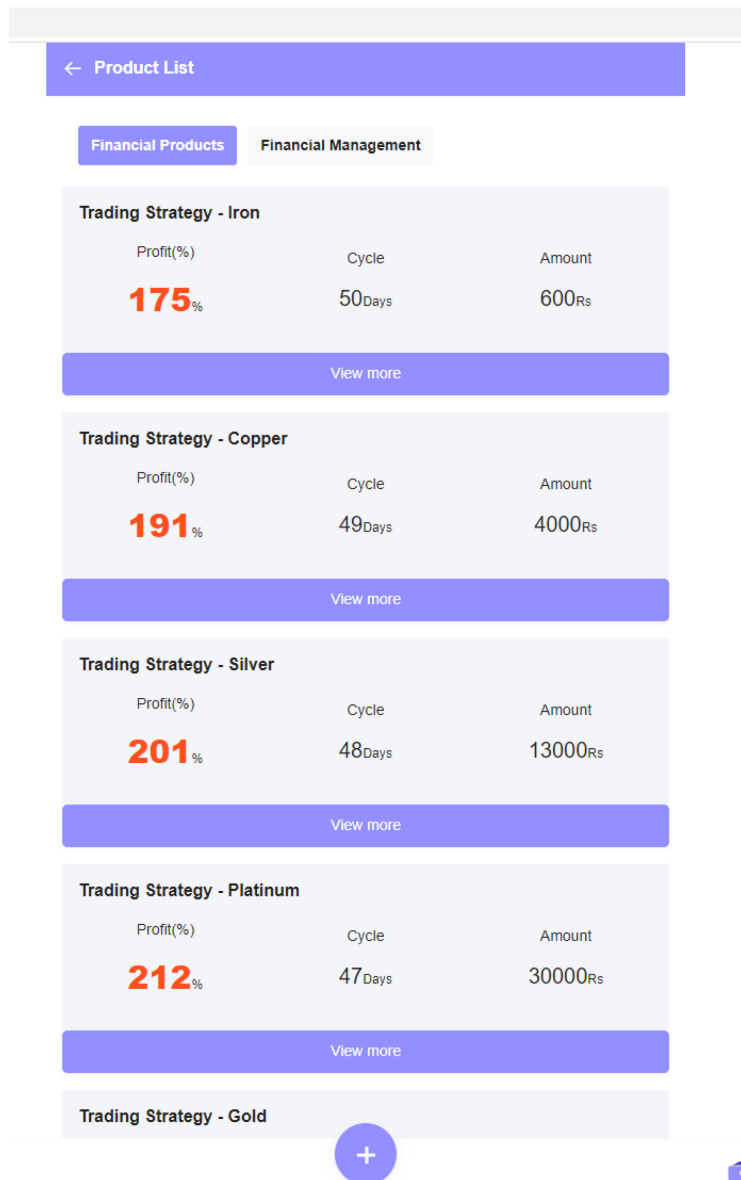 ← Product List
Financial Products Financial Management
Trading Strategy - Iron
Profit(%) Cycle Amount
175% 50Days 600Rs
View more
Trading Strategy - Copper
Profit(%) Cycle Amount
191% 49Days 4000Rs
View more
Trading Strategy - Silver
Profit(%) Cycle Amount
201% 48Days 13000Rs
View more
Trading Strategy - Platinum
Profit(%) Cycle Amount
212% 47Days 30000Rs
View more
Trading Strategy - Gold
+